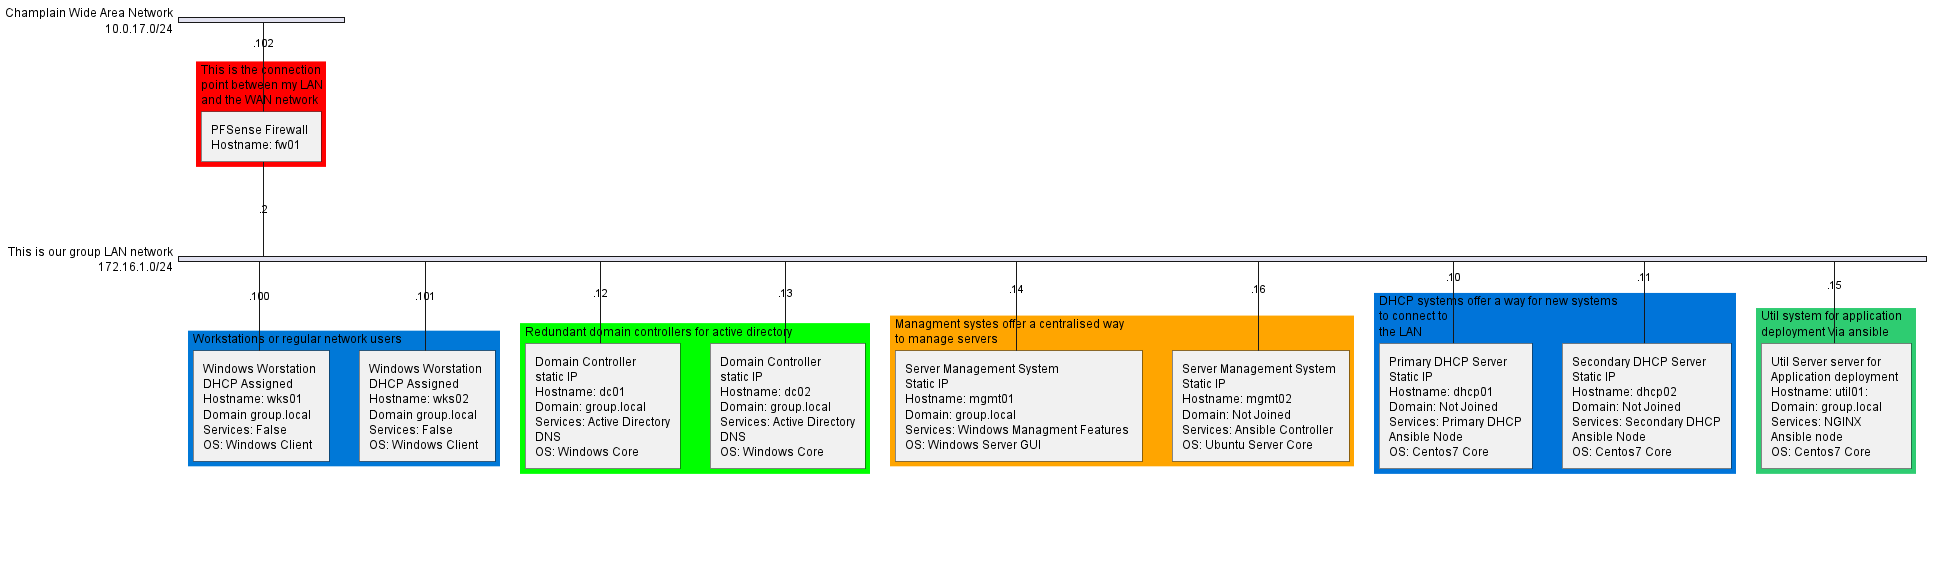 Champlain Wide Area Network
10.0.17.0/24
.102
This is the connection
point between my LAN
and the WAN network
PFSense Firewall
Hostname: fw01
.2
This is our group LAN network
172.16.1.0/24
.100
.101
.12
.13
.14
.16
.10
.11
.15
Workstations or regular network users
Windows Worstation
DHCP Assigned
Hostname: wks01
Domain group.local
Services: False
OS: Windows Client
Windows Worstation
DHCP Assigned
Hostname: wks02
Domain group.local
Services: False
OS: Windows Client
Redundant domain controllers for active directory
Domain Controller
static IP
Hostname: dc01
Domain: group.local
Services: Active Directory
DNS
OS: Windows Core
Domain Controller
static IP
Hostname: dc02
Domain: group.local
Services: Active Directory
DNS
OS: Windows Core
Managment systes offer a centralised way
to manage servers
Server Management System
Static IP
Hostname: mgmt01
Domain: group.local
Services: Windows Managment Features
OS: Windows Server GUI
Server Management System
Static IP
Hostname: mgmt02
Domain: Not Joined
Services: Ansible Controller
OS: Ubuntu Server Core
DHCP systems offer a way for new systems
to connect to
the LAN
Primary DHCP Server
Static IP
Hostname: dhcp01
Domain: Not Joined
Services: Primary DHCP
Ansible Node
OS: Centos7 Core
Secondary DHCP Server
Static IP
Hostname: dhcp02
Domain: Not Joined
Services: Secondary DHCP
Ansible Node
OS: Centos7 Core
Util system for application
deployment Via ansible
Util Server server for
Application deployment
Hostname: util01:
Domain: group.local
Services: NGINX
Ansible node
OS: Centos7 Core